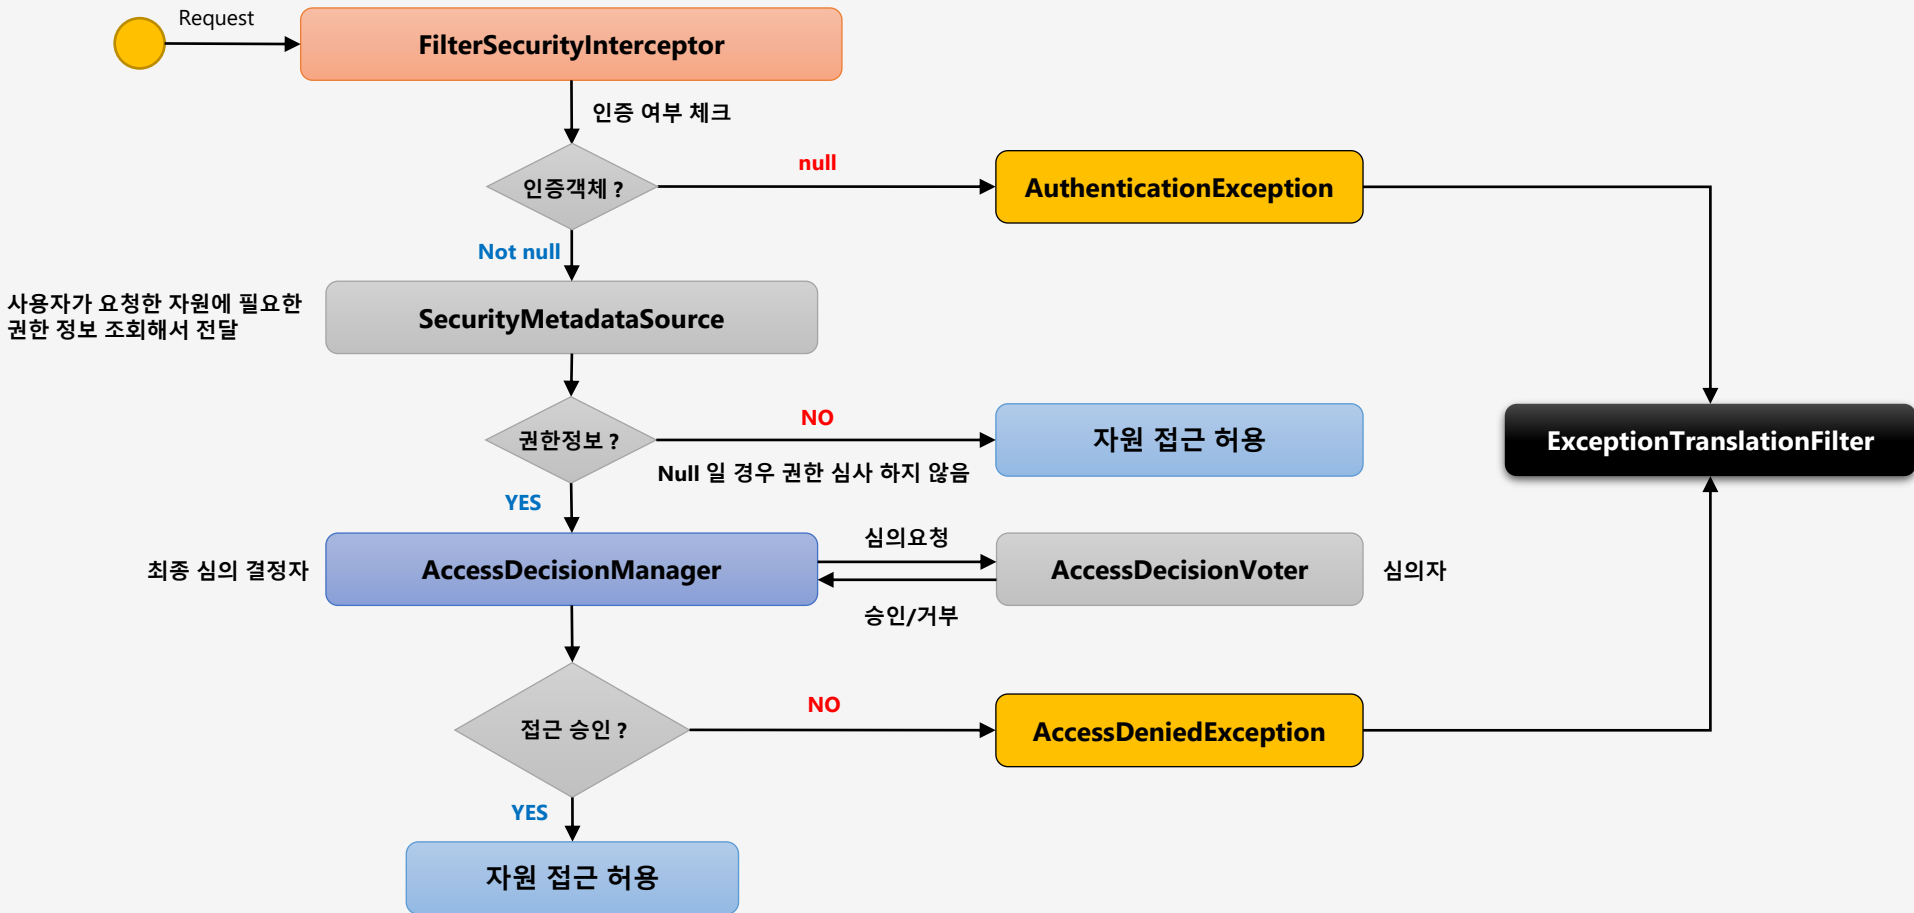 Request
FilterSecurityInterceptor
인증 여부 체크
인증객체 ?
null
AuthenticationException
Not null
사용자가 요청한 자원에 필요한
권한 정보 조회해서 전달
SecurityMetadataSource
권한정보 ?
NO
Null 일 경우 권한 심사 하지 않음
자원 접근 허용
ExceptionTranslationFilter
YES
최종 심의 결정자
AccessDecisionManager
심의요청
승인/거부
AccessDecisionVoter
심의자
접근 승인 ?
NO
AccessDeniedException
YES
자원 접근 허용